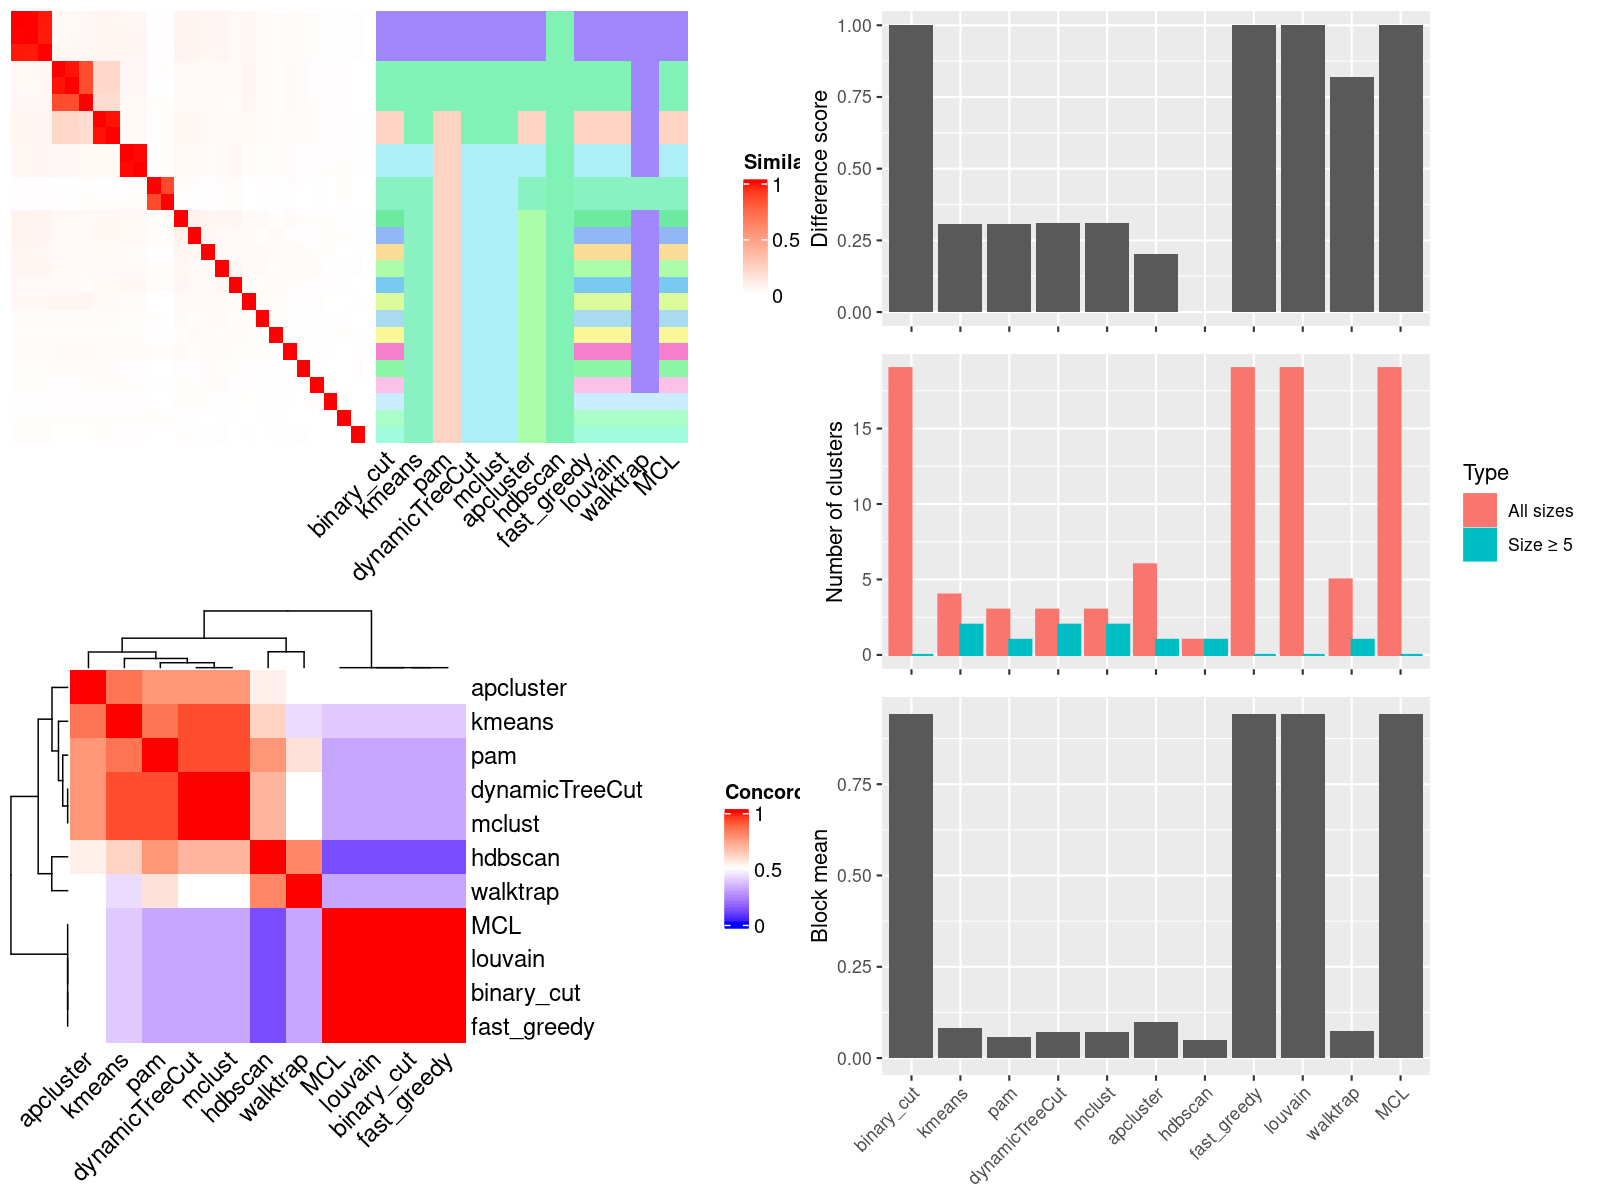 Simila
1
0.5
0
binary_cut
kmeans
pam
dynamicTreeCut
mclust
apcluster
hdbscan
fast_greedy
louvain
walktrap
MCL
Difference score
1.00
0.75
0.50
0.25
0.00
Number of clusters
15
10
5
0
Type
All sizes
Size ≥ 5
apcluster
kmeans
pam
dynamicTreeCut
mclust
hdbscan
walktrap
MCL
louvain
binary_cut
fast_greedy
apcluster
kmeans
pam
dynamicTreeCut
mclust
hdbscan
walktrap
MCL
louvain
binary_cut
fast_greedy
Concord
1
0.5
0
Block mean
0.75
0.50
0.25
0.00
binary_cut
kmeans
pam
dynamicTreeCut
mclust
apcluster
hdbscan
fast_greedy
louvain
walktrap
MCL